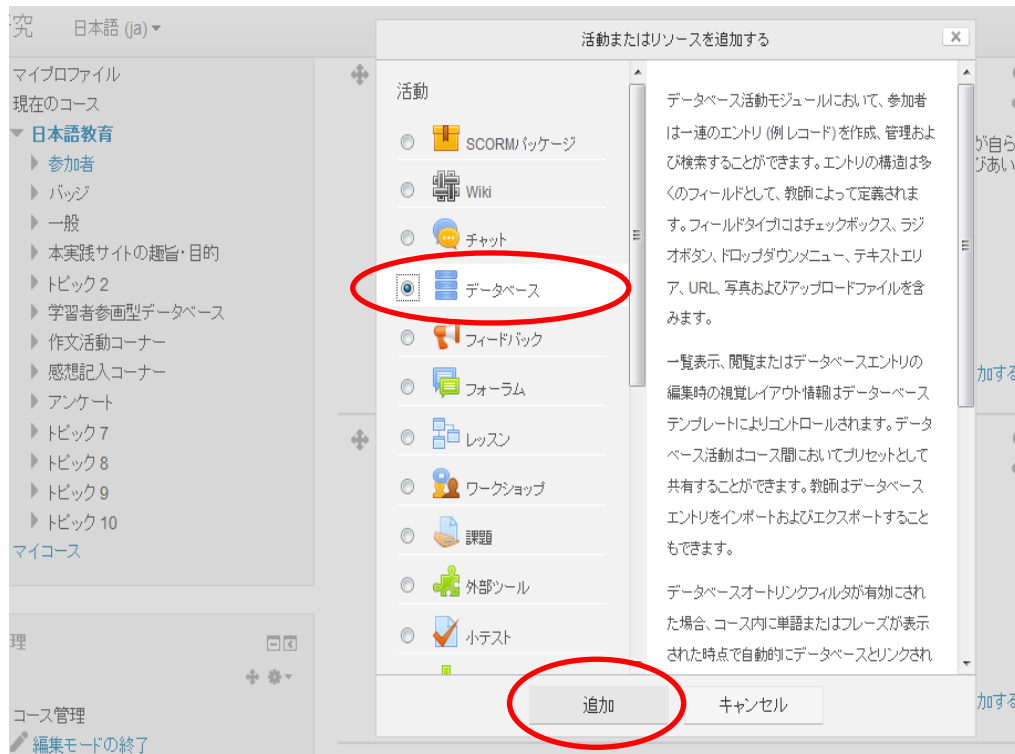 究 日本語 (ja)
マイプロファイル
現在のコース
日本語教育
参加者
バッジ
一般
本実践サイトの趣旨・目的
トピック 2
学習者参画型データベース
作文活動コーナー
感想記入コーナー
アンケート
トピック 7
トピック 8
トピック 9
トピック 10
マイコース
理
コース管理
編集モードの終了
活動またはリソースを追加する
活動
SCORMパッケージ
Wiki
チャット
データベース
フィードバック
フォーラム
レッスン
ワークショップ
課題
外部ツール
小テスト
データベース活動モジュールにおいて、参加者
は一連のエントリ (例 レコード) を作成、管理およ
び検索することができます。エントリの構造は多
くのフィールドとして、教師によって定義されま
す。フィールドタイプにはチェックボックス、ラジ
オボタン、ドロップダウンメニュー、テキストエリ
ア、URL、写真およびアップロードファイルを含
みます。
一覧表示、閲覧またはデータベースエントリの
編集時の視覚レイアウト情報はデーターベース
テンプレートによりコントロールされます。データ
ベース活動はコース間においてプリセットとして
共有することができます。教師はデータベース
エントリをインポートおよびエクスポートすること
もできます。
データベースオートリンクフィルタが有効にされ
た場合、コース内に単語またはフレーズが表示
された時点で自動的にデータベースとリンクされ
追加
キャンセル
が自ら
びあい
加する
加する